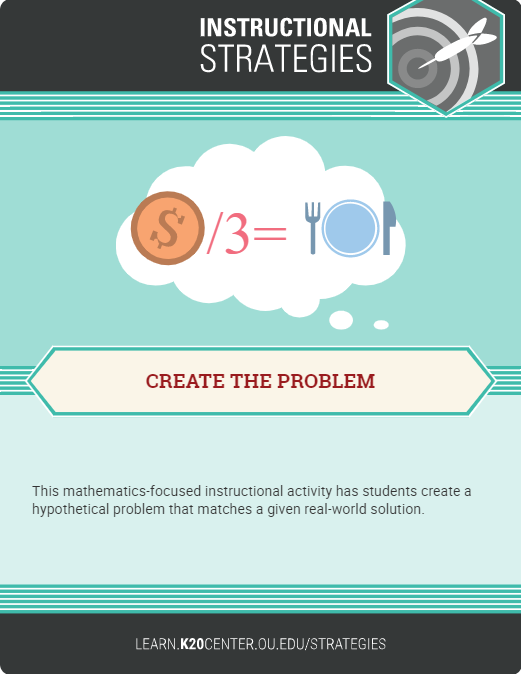 INSTRUCTIONAL
STRATEGIES
$/3=
CREATE THE PROBLEM
This mathematics-focused instructional activity has students create a
hypothetical problem that matches a given real-world solution.
LEARN.K20CENTER.OU.EDU/STRATEGIES